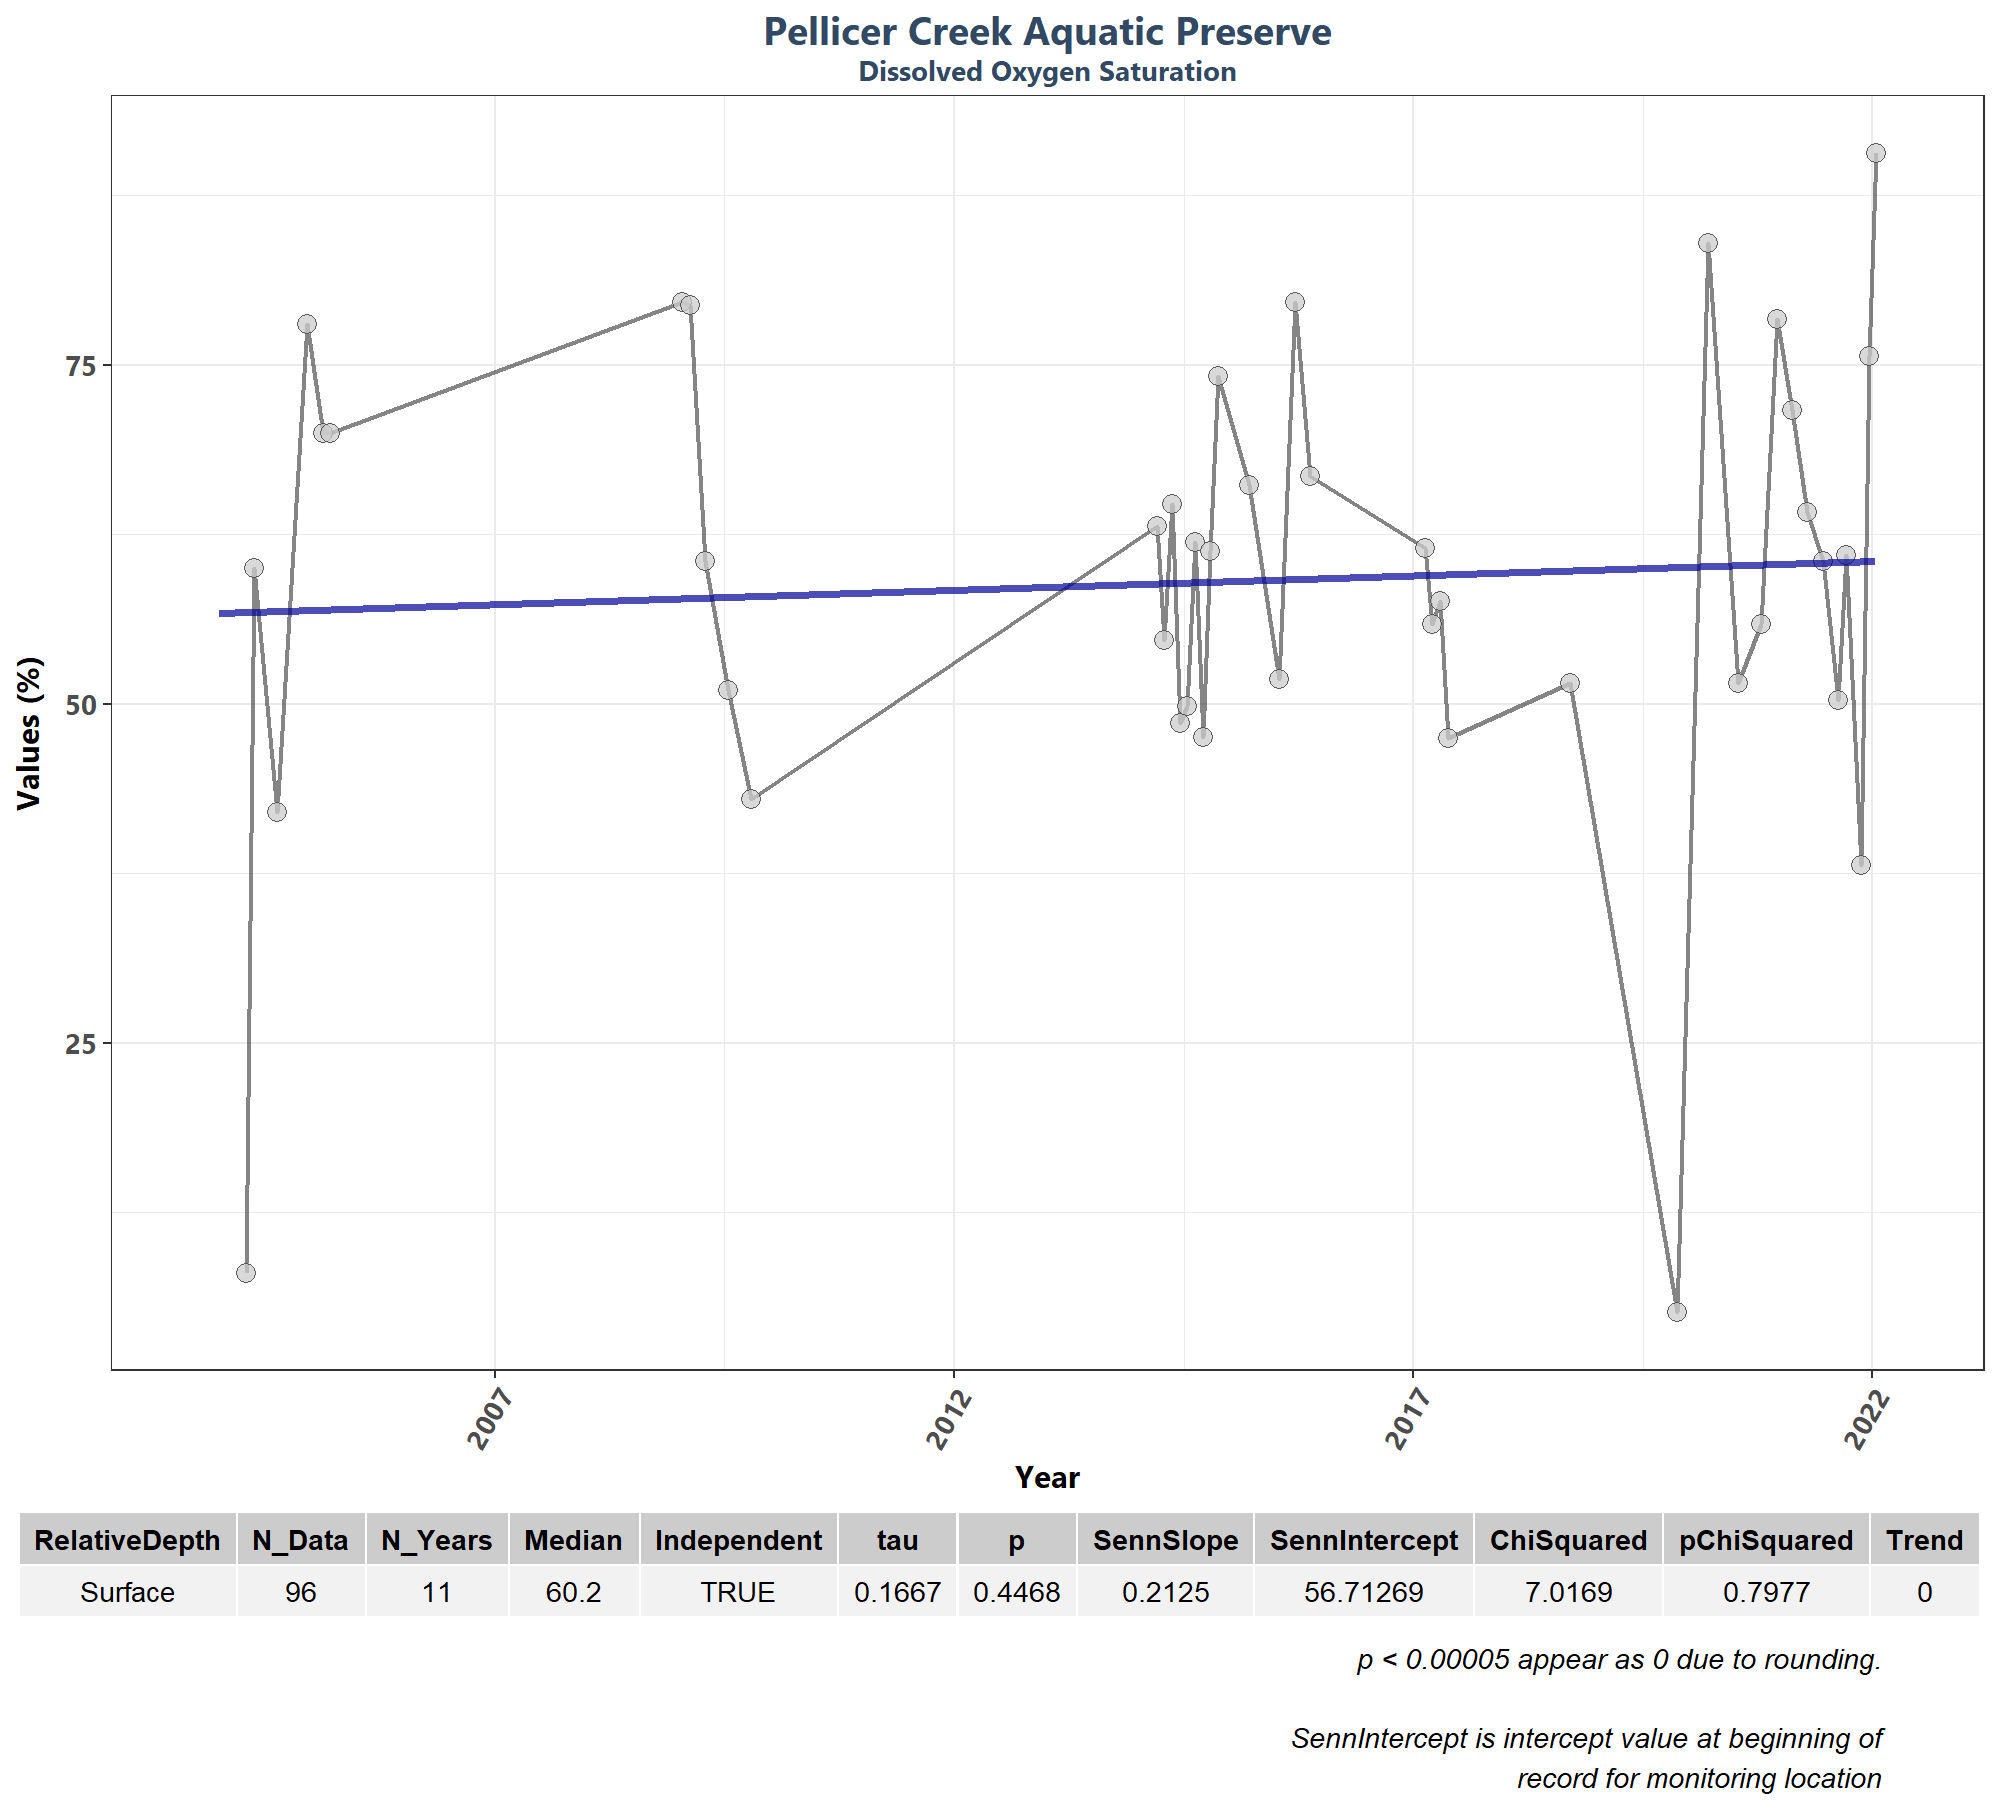 Pellicer Creek Aquatic Preserve
Dissolved Oxygen Saturation
Values (%)
75
50
25
2007
2012
2017
2022
Year
RelativeDepth N_Data N_Years Median Independent tau p SennSlope SennIntercept ChiSquared pChiSquared Trend
Surface 96 11 60.2 TRUE 0.1667 0.4468 0.2125 56.71269 7.0169 0.7977 0
p < 0.00005 appear as 0 due to rounding.
SennIntercept is intercept value at beginning of
record for monitoring location